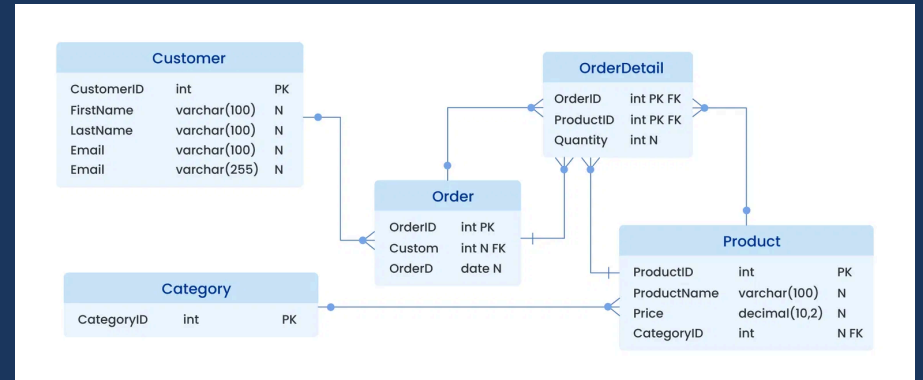 Customer
CustomerID int PK
FirstName varchar(100) N
LastName varchar(100) N
Email varchar(100) N
Email varchar(255) N
OrderDetail
OrderID int PK FK
ProductID int PK FK
Quantity int N
Order
OrderID int PK
Custom int N FK
OrderD date N
Product
ProductID int PK
ProductName varchar(100) N
Price decimal(10,2) N
CategoryID int N FK
Category
CategoryID int PK